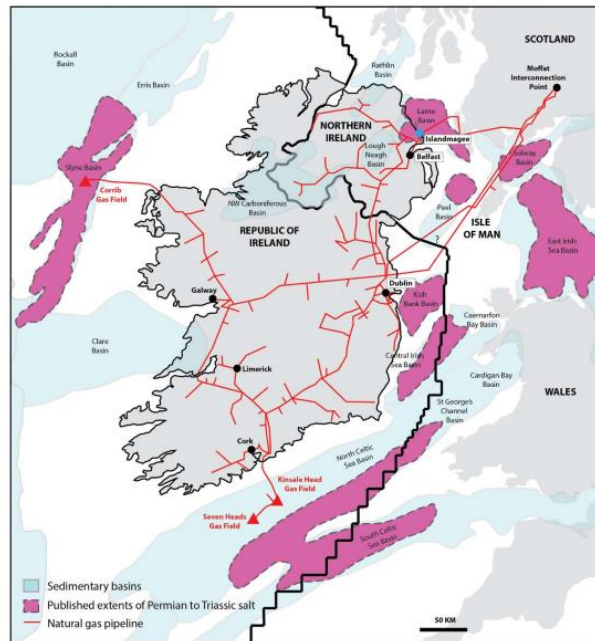 Rockall
Basin
Erris Basin
Rathlin
Basin
SCOTLAND
Moffat
Interconnection
Point
Larne
Basin
NORTHERN
IRELAND
Islandmagee
Lough
Neagh
Basin
Belfast
Solway
Basin
Slyne Basin
Corrib
Gas Field
NW Carboniferous
Basin
Peel
Basin
ISLE
OF MAN
?
REPUBLIC
OF IRELAND
East Irish
Sea Basin
Galway
Dublin
Kish
Bank Basin
Caernarfon
Bay Basin
Clare
Basin
Central Irish
Sea Basin
Limerick
Cardigan Bay
Basin
WALES
St George's
Channel
Basin
Cork
North Celtic
Sea Basin
Kinsale Head
Gas Field
Seven Heads
Gas Field
South Celtic
Sea Basin
Sedimentary basins
Published extents of Permian to Triassic salt
Natural gas pipeline
50 KM